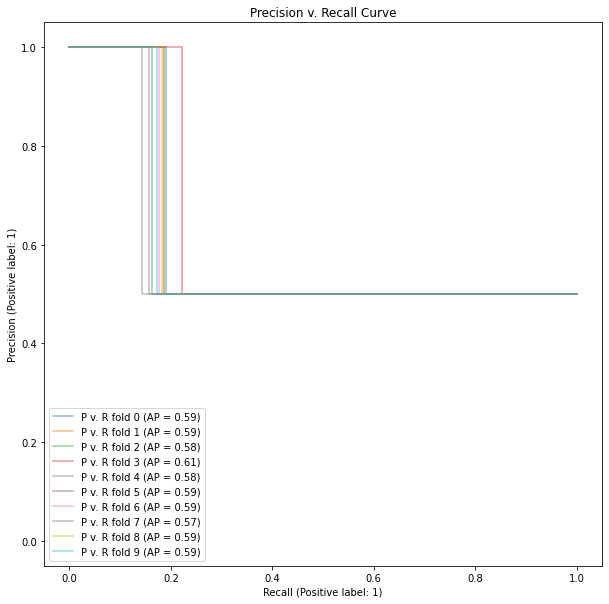 Precision v. Recall Curve
Precision (Positive label: 1)
1.0
0.8
0.6
0.4
0.2
0.0
P v. R fold 0 (AP = 0.59)
P v. R fold 1 (AP = 0.59)
P v. R fold 2 (AP = 0.58)
P v. R fold 3 (AP = 0.61)
P v. R fold 4 (AP = 0.58)
P v. R fold 5 (AP = 0.59)
P v. R fold 6 (AP = 0.59)
P v. R fold 7 (AP = 0.57)
P v. R fold 8 (AP = 0.59)
P v. R fold 9 (AP = 0.59)
0.0 0.2 0.4 0.6 0.8 1.0
Recall (Positive label: 1)